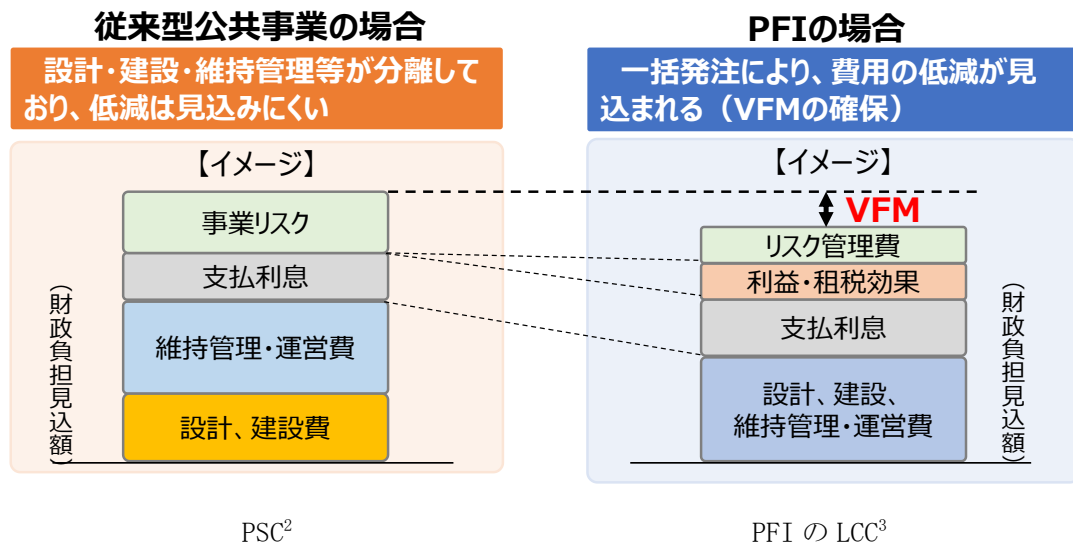 従来型公共事業の場合
設計・建設・維持管理等が分離して
おり、低減は見込みにくい
【イメージ】
事業リスク
支払利息
維持管理・運営費
設計、建設費
（財政負担見込額）
PSC2
PFIの場合
一括発注により、費用の低減が見
込まれる（VFMの確保）
【イメージ】
VFM
リスク管理費
利益・租税効果
支払利息
設計、建設、
維持管理・運営費
（財政負担見込額）
PFI の LCC3